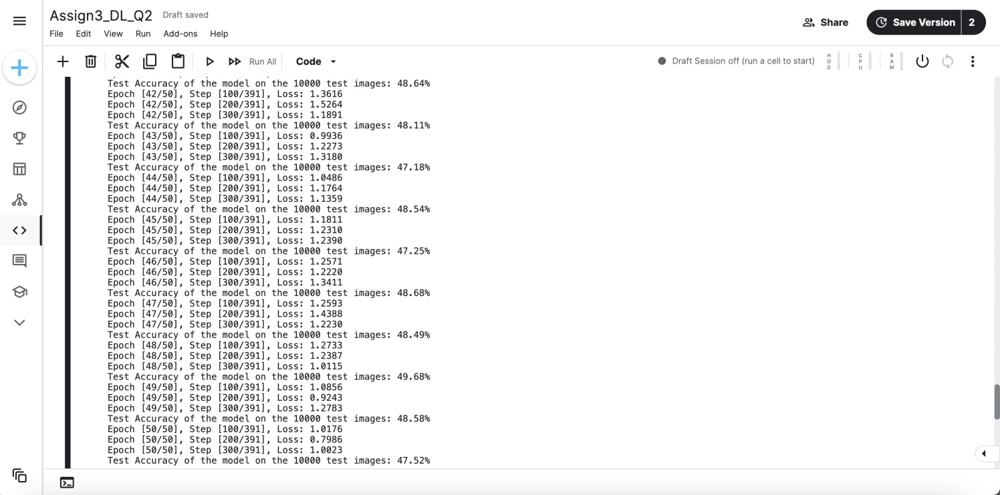 Assign3_DL_Q2 Draft saved
Share
Save Version 2
File Edit View Run Add-ons Help
Run All
Code
Draft Session off (run a cell to start)
HDD
CPU
RAM
Test Accuracy of the model on the 10000 test images: 48.64%
Epoch [42/50], Step [100/391], Loss: 1.3616
Epoch [42/50], Step [200/391], Loss: 1.5264
Epoch [42/50], Step [300/391], Loss: 1.1891
Test Accuracy of the model on the 10000 test images: 48.11%
Epoch [43/50], Step [100/391], Loss: 0.9936
Epoch [43/50], Step [200/391], Loss: 1.2273
Epoch [43/50], Step [300/391], Loss: 1.3180
Test Accuracy of the model on the 10000 test images: 47.18%
Epoch [44/50], Step [100/391], Loss: 1.0486
Epoch [44/50], Step [200/391], Loss: 1.1764
Epoch [44/50], Step [300/391], Loss: 1.1359
Test Accuracy of the model on the 10000 test images: 48.54%
Epoch [45/50], Step [100/391], Loss: 1.1811
Epoch [45/50], Step [200/391], Loss: 1.2310
Epoch [45/50], Step [300/391], Loss: 1.2390
Test Accuracy of the model on the 10000 test images: 47.25%
Epoch [46/50], Step [100/391], Loss: 1.2571
Epoch [46/50], Step [200/391], Loss: 1.2220
Epoch [46/50], Step [300/391], Loss: 1.3411
Test Accuracy of the model on the 10000 test images: 48.68%
Epoch [47/50], Step [100/391], Loss: 1.2593
Epoch [47/50], Step [200/391], Loss: 1.4388
Epoch [47/50], Step [300/391], Loss: 1.2230
Test Accuracy of the model on the 10000 test images: 48.49%
Epoch [48/50], Step [100/391], Loss: 1.2733
Epoch [48/50], Step [200/391], Loss: 1.2387
Epoch [48/50], Step [300/391], Loss: 1.0115
Test Accuracy of the model on the 10000 test images: 49.68%
Epoch [49/50], Step [100/391], Loss: 1.0856
Epoch [49/50], Step [200/391], Loss: 0.9243
Epoch [49/50], Step [300/391], Loss: 1.2783
Test Accuracy of the model on the 10000 test images: 48.58%
Epoch [50/50], Step [100/391], Loss: 1.0176
Epoch [50/50], Step [200/391], Loss: 0.7986
Epoch [50/50], Step [300/391], Loss: 1.0023
Test Accuracy of the model on the 10000 test images: 47.52%